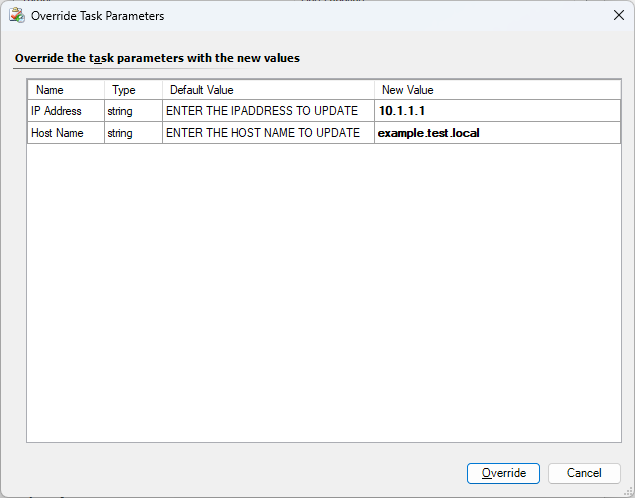 Override Task Parameters
Override the task parameters with the new values
Name Type Default Value New Value
IP Address string ENTER THE IPADDRESS TO UPDATE 10.1.1.1
Host Name string ENTER THE HOST NAME TO UPDATE example.test.local
Override Cancel